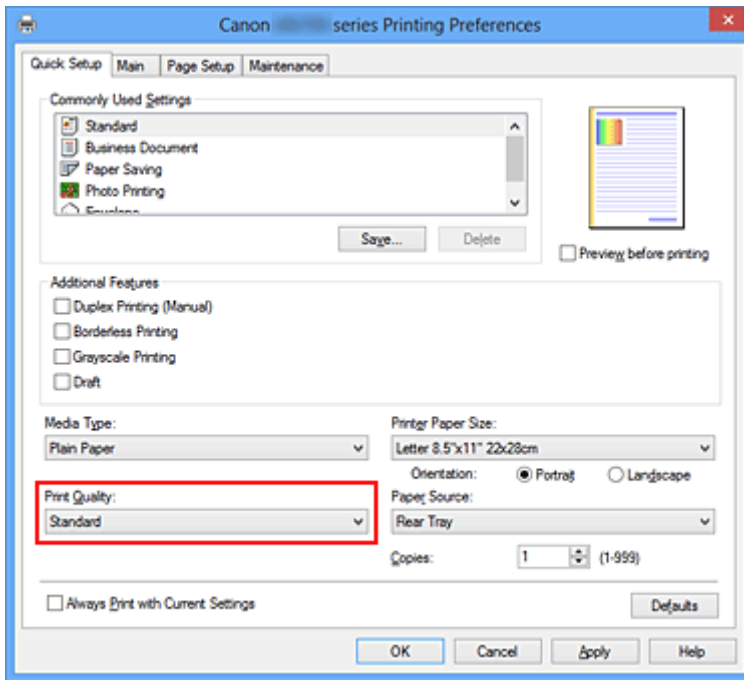 Canon series Printing Preferences
Quick Setup Main Page Setup Maintenance
Commonly Used Settings
Standard
Business Document
Paper Saving
Photo Printing
Envelope
Save... Delete
Preview before printing
Additional Features
Duplex Printing (Manual)
Borderless Printing
Grayscale Printing
Draft
Media Type:
Plain Paper
Printer Paper Size:
Letter 8.5"x11" 22x28cm
Orientation: Portrait Landscape
Print Quality:
Standard
Paper Source:
Rear Tray
Copies: 1 (1-999)
Always Print with Current Settings
Defaults
OK Cancel Apply Help